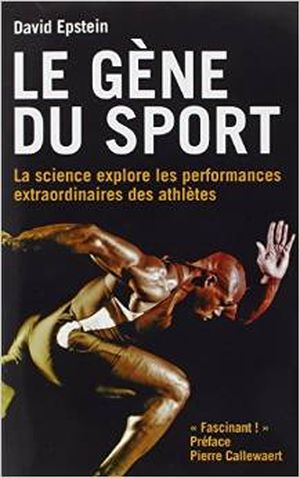 David Epstein
LE GÈNE
DU SPORT
La science explore les performances
extraordinaires des athlètes
« Fascinant ! »
Préface
Pierre Callewaert